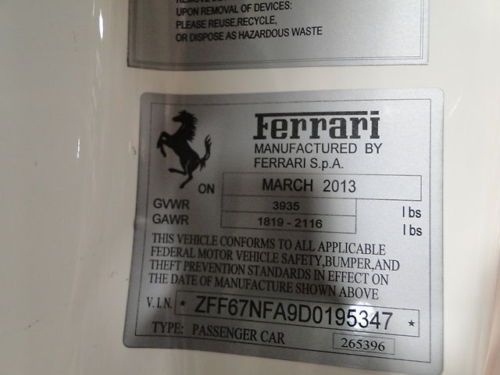 UPON REMOVAL OF DEVICES:
PLEASE REUSE,RECYCLE,
OR DISPOSE AS HAZARDOUS WASTE
Ferrari
MANUFACTURED BY
FERRARI S.p.A.
ON MARCH 2013
GVWR 3935 lbs
GAWR 1819 - 2116 lbs
THIS VEHICLE CONFORMS TO ALL APPLICABLE
FEDERAL MOTOR VEHICLE SAFETY,BUMPER,AND
THEFT PREVENTION STANDARDS IN EFFECT ON
THE DATE OF MANUFACTURE SHOWN ABOVE
V.I.N. * ZFF67NFA9D0195347 *
TYPE: PASSENGER CAR 265396